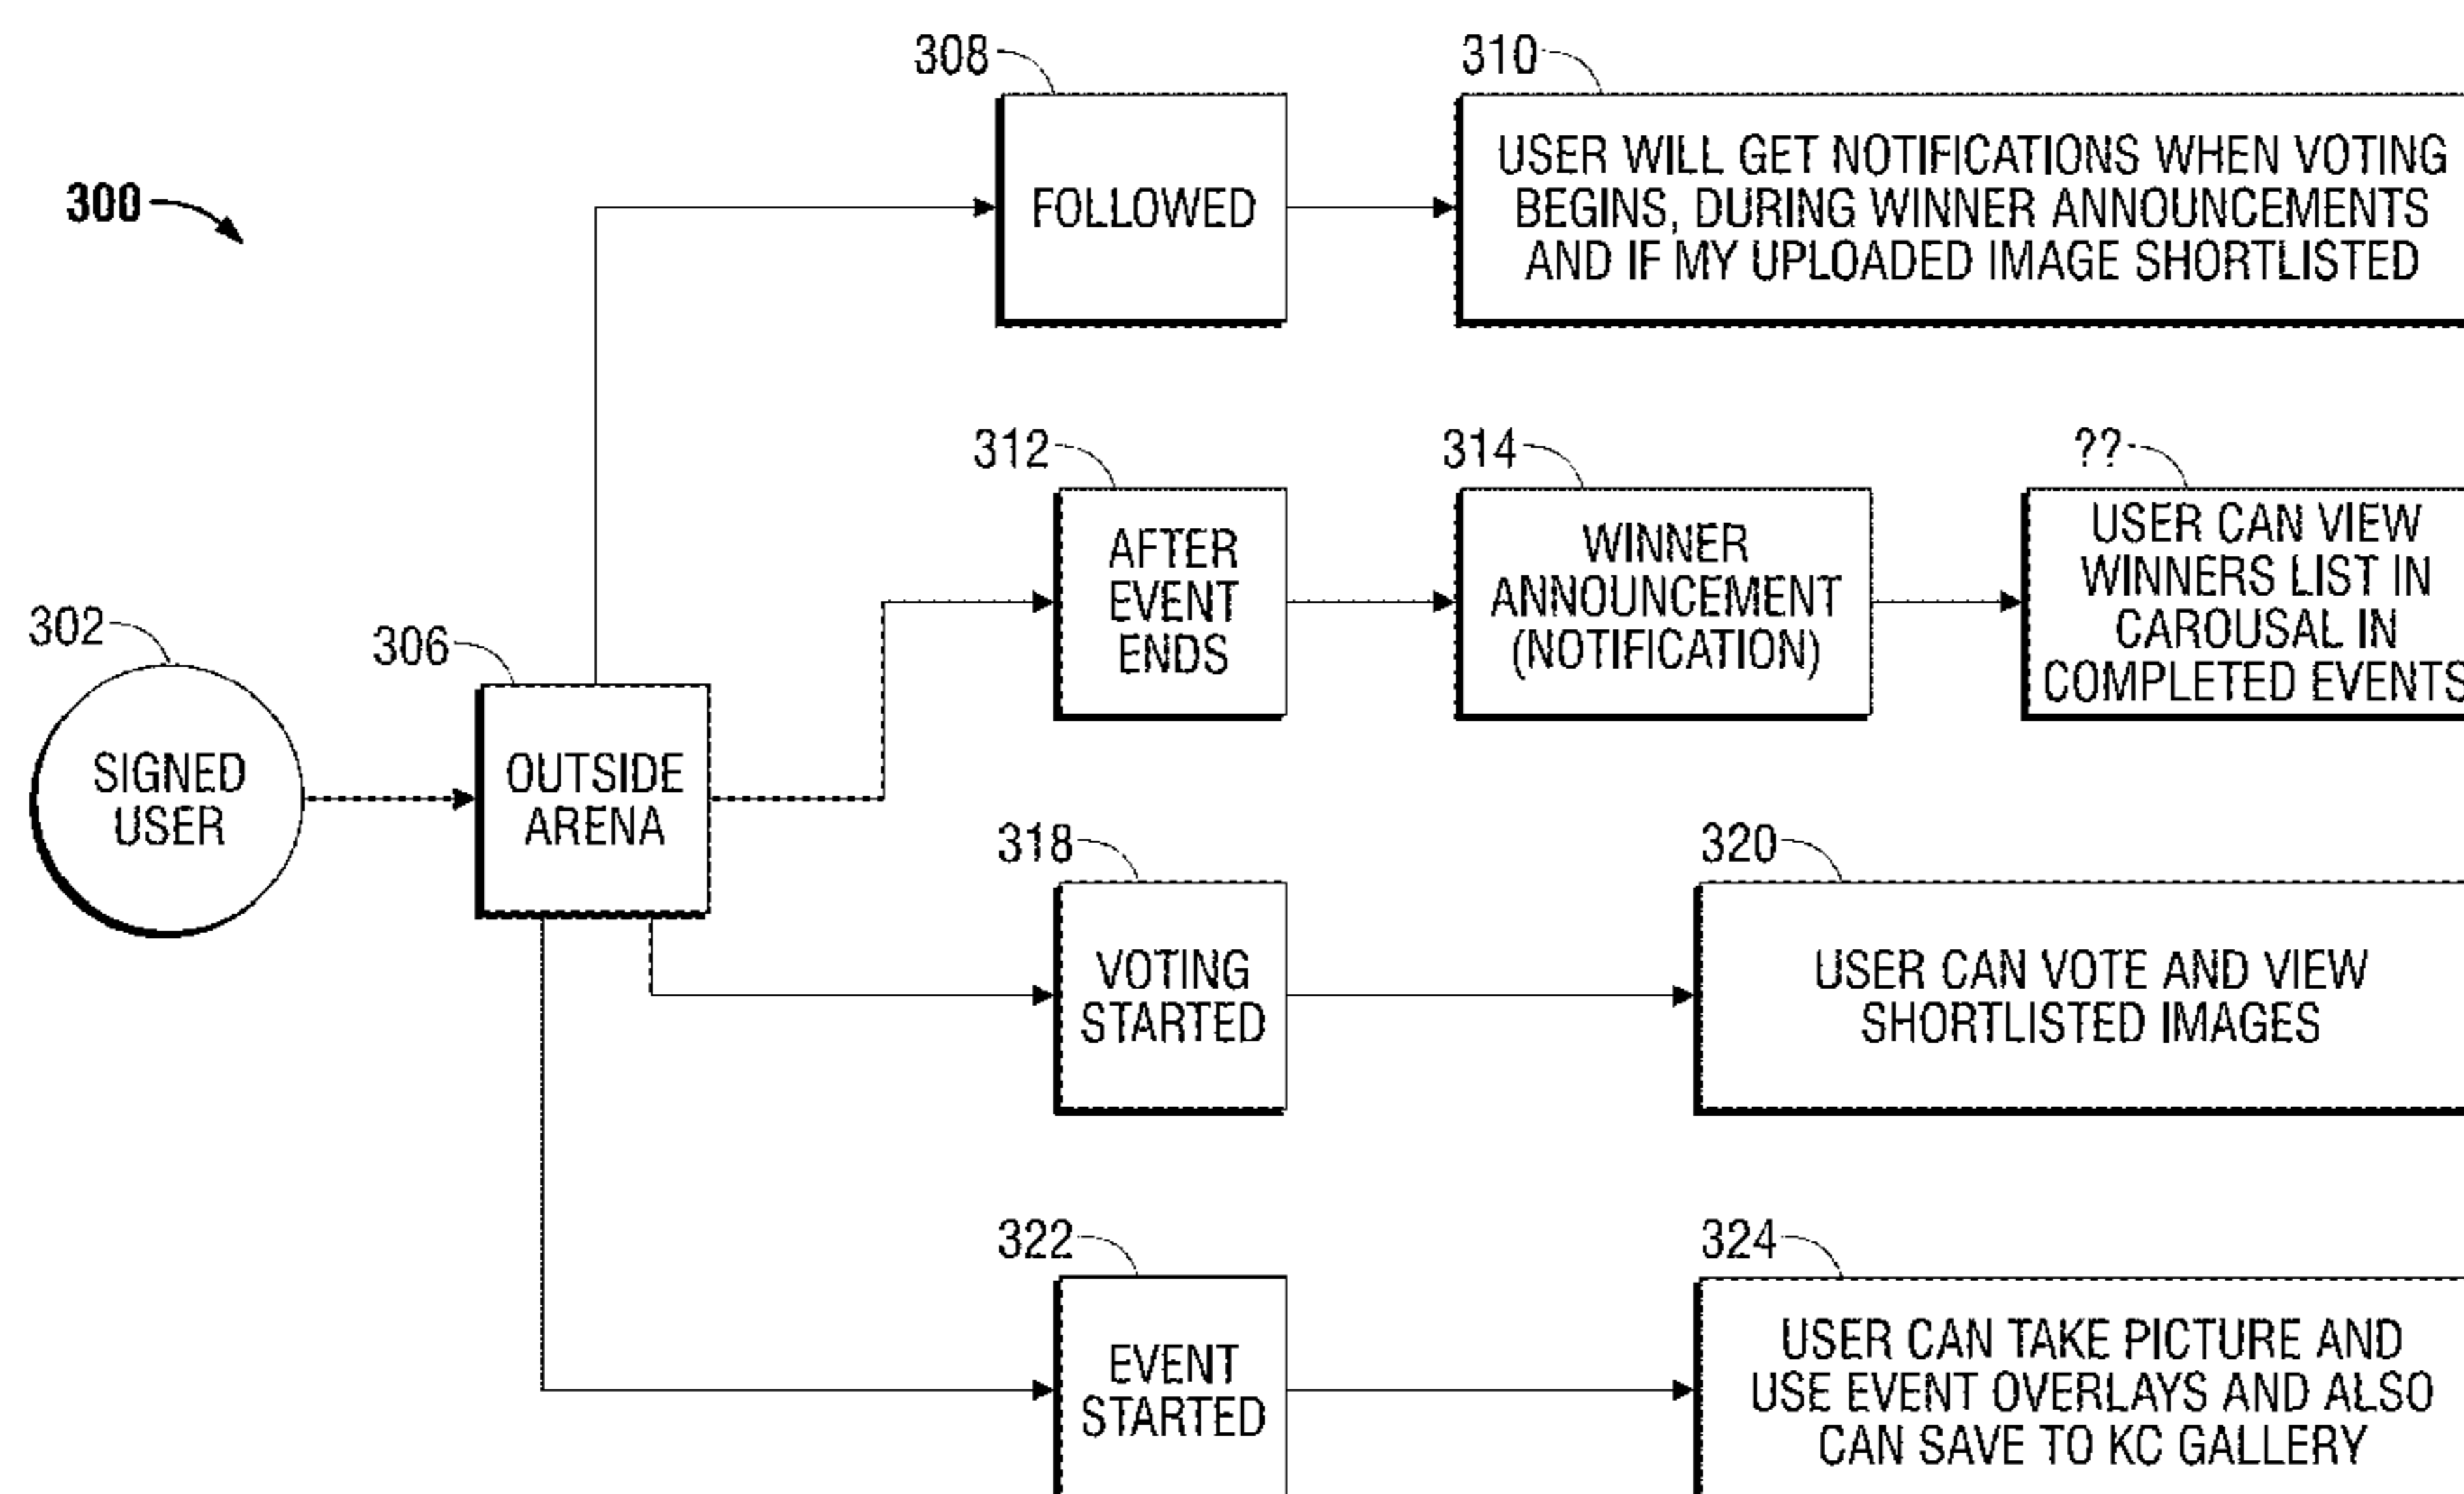 300
308
FOLLOWED
310
USER WILL GET NOTIFICATIONS WHEN VOTING
BEGINS, DURING WINNER ANNOUNCEMENTS
AND IF MY UPLOADED IMAGE SHORTLISTED
302
SIGNED
USER
306
OUTSIDE
ARENA
312
AFTER
EVENT
ENDS
314
WINNER
ANNOUNCEMENT
(NOTIFICATION)
??
USER CAN VIEW
WINNERS LIST IN
CAROUSAL IN
COMPLETED EVENTS
318
VOTING
STARTED
320
USER CAN VOTE AND VIEW
SHORTLISTED IMAGES
322
EVENT
STARTED
324
USER CAN TAKE PICTURE AND
USE EVENT OVERLAYS AND ALSO
CAN SAVE TO KC GALLERY